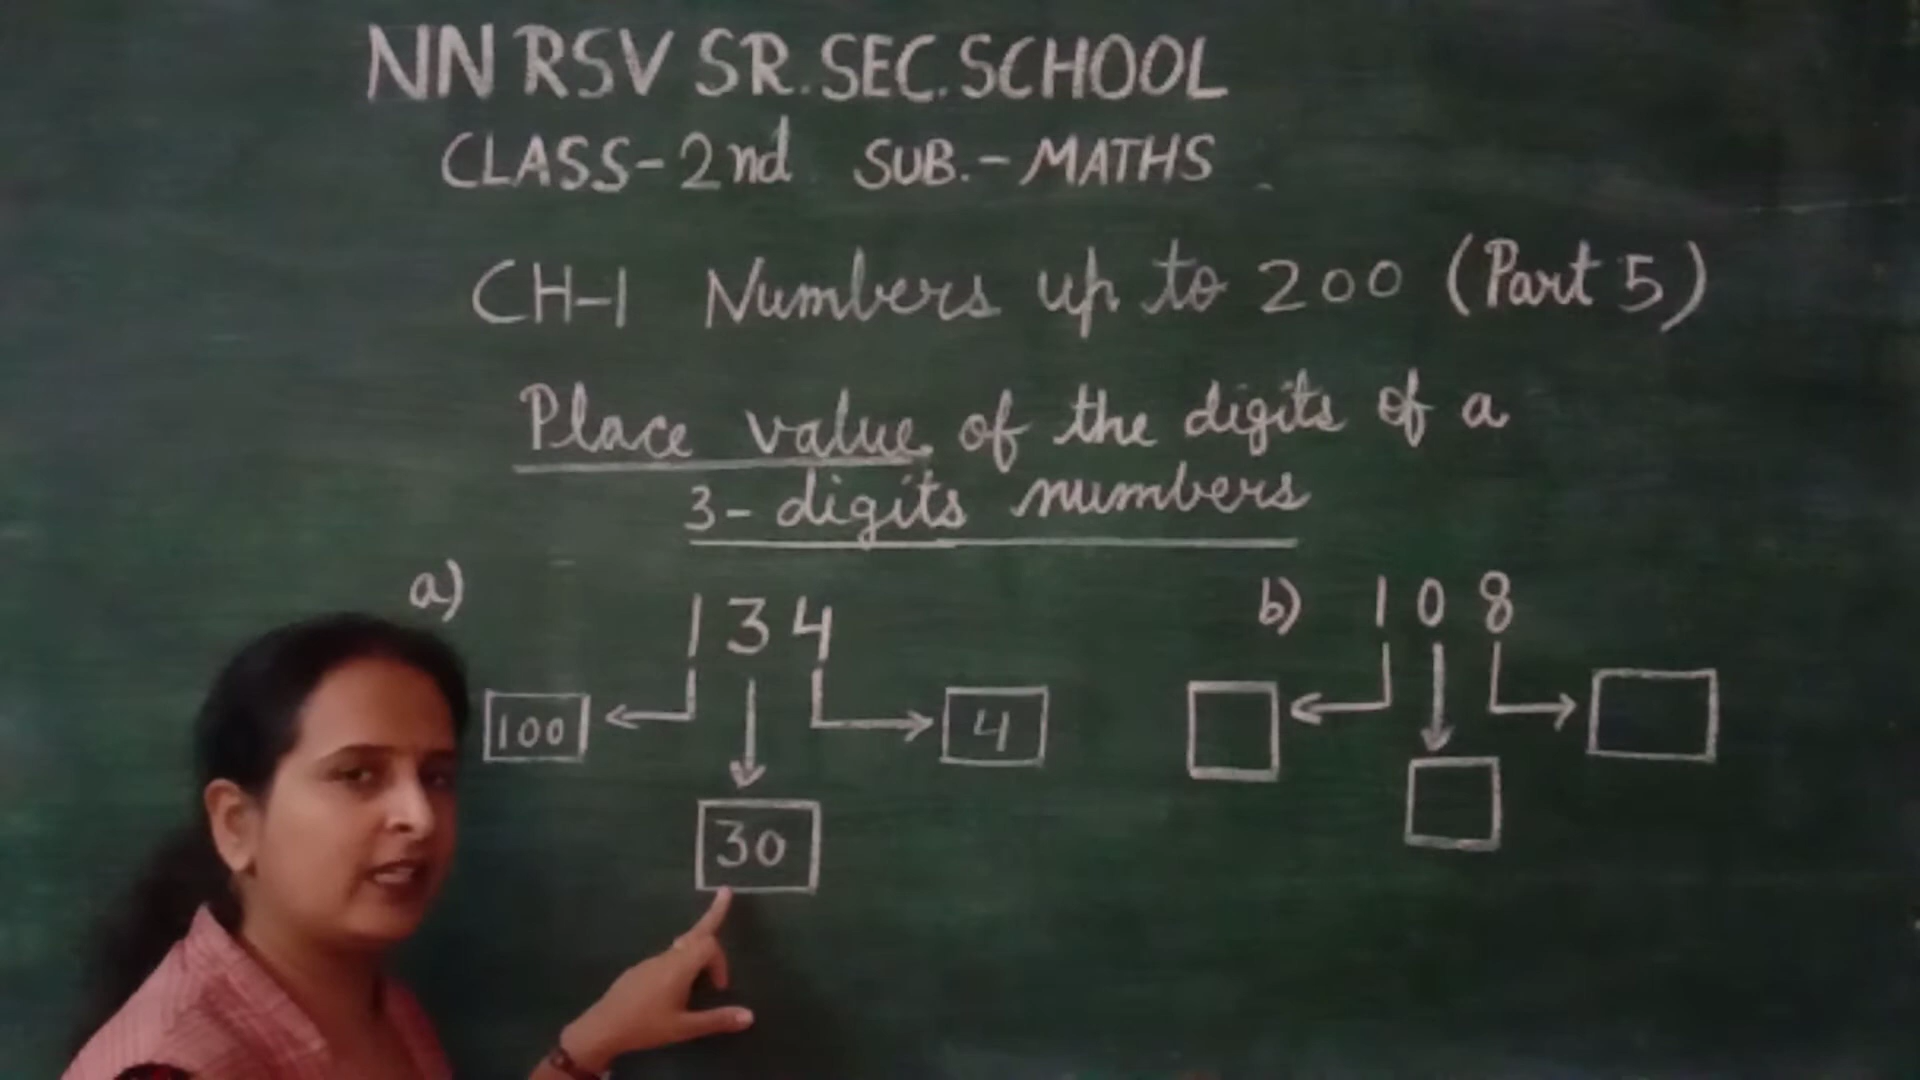 NN RSV SR. SEC. SCHOOL
CLASS-2nd SUB.-MATHS
CH-1 Numbers up to 200 (Part 5)
Place value of the digits of a
3-digits numbers
a) 134
b) 108
100
4
30